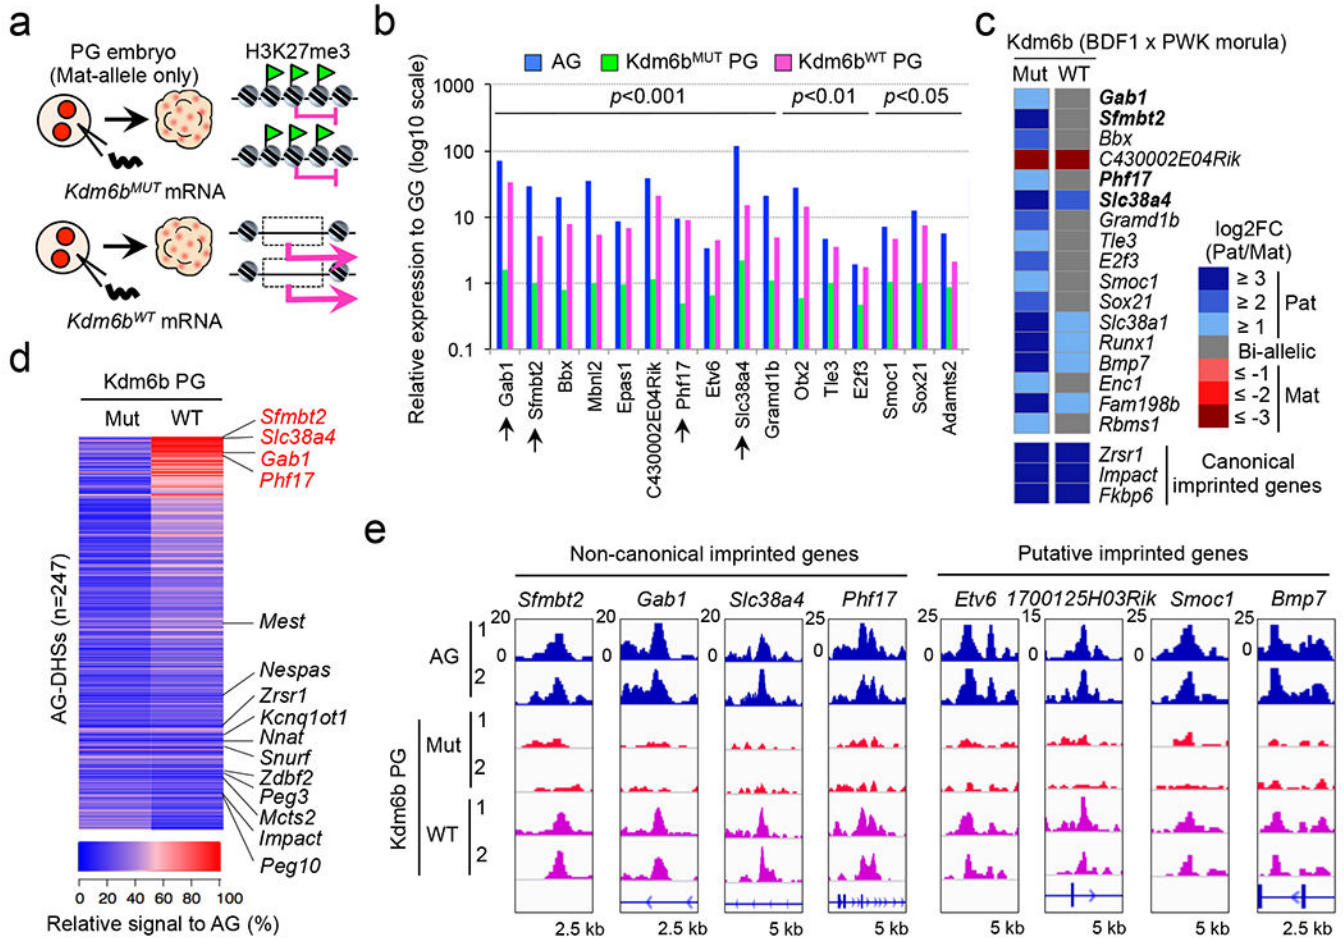 a
PG embryo
(Mat-allele only)
H3K27me3
Kdm6bMUT mRNA
Kdm6bWT mRNA
b
AG
Kdm6bMUT PG
Kdm6bWT PG
Relative expression to GG (log10 scale)
1000
100
10
1
0.1
p<0.001
p<0.01
p<0.05
Gab1
Sfmbt2
Bbx
Mbnl2
Epas1
C430002E04Rik
Phf17
Etv6
Slc38a4
Gramd1b
Otx2
Tle3
E2f3
Smoc1
Sox21
Adamts2
c
Kdm6b (BDF1 x PWK morula)
Mut WT
Gab1
Sfmbt2
Bbx
C430002E04Rik
Phf17
Slc38a4
Gramd1b
Tle3
E2f3
Smoc1
Sox21
Slc38a1
Runx1
Bmp7
Enc1
Fam198b
Rbms1
Zrsr1
Impact
Fkbp6
Canonical
imprinted genes
log2FC
(Pat/Mat)
≥ 3
≥ 2
≥ 1
Pat
Bi-allelic
≤ -1
≤ -2
≤ -3
Mat
d
Kdm6b PG
Mut WT
AG-DHSs (n=247)
Sfmbt2
Slc38a4
Gab1
Phf17
Mest
Nespas
Zrsr1
Kcnq1ot1
Nnat
Snurf
Zdbf2
Peg3
Mcts2
Impact
Peg10
0 20 40 60 80 100
Relative signal to AG (%)
e
Non-canonical imprinted genes
Putative imprinted genes
Sfmbt2 Gab1 Slc38a4 Phf17 Etv6 1700125H03Rik Smoc1 Bmp7
20 20 20 25 25 15 25 25
0 0 0 0 0 0 0 0
AG
1
2
Kdm6b PG
Mut
1
2
WT
1
2
2.5 kb 5 kb 5 kb 5 kb 5 kb 5 kb 5 kb 5 kb